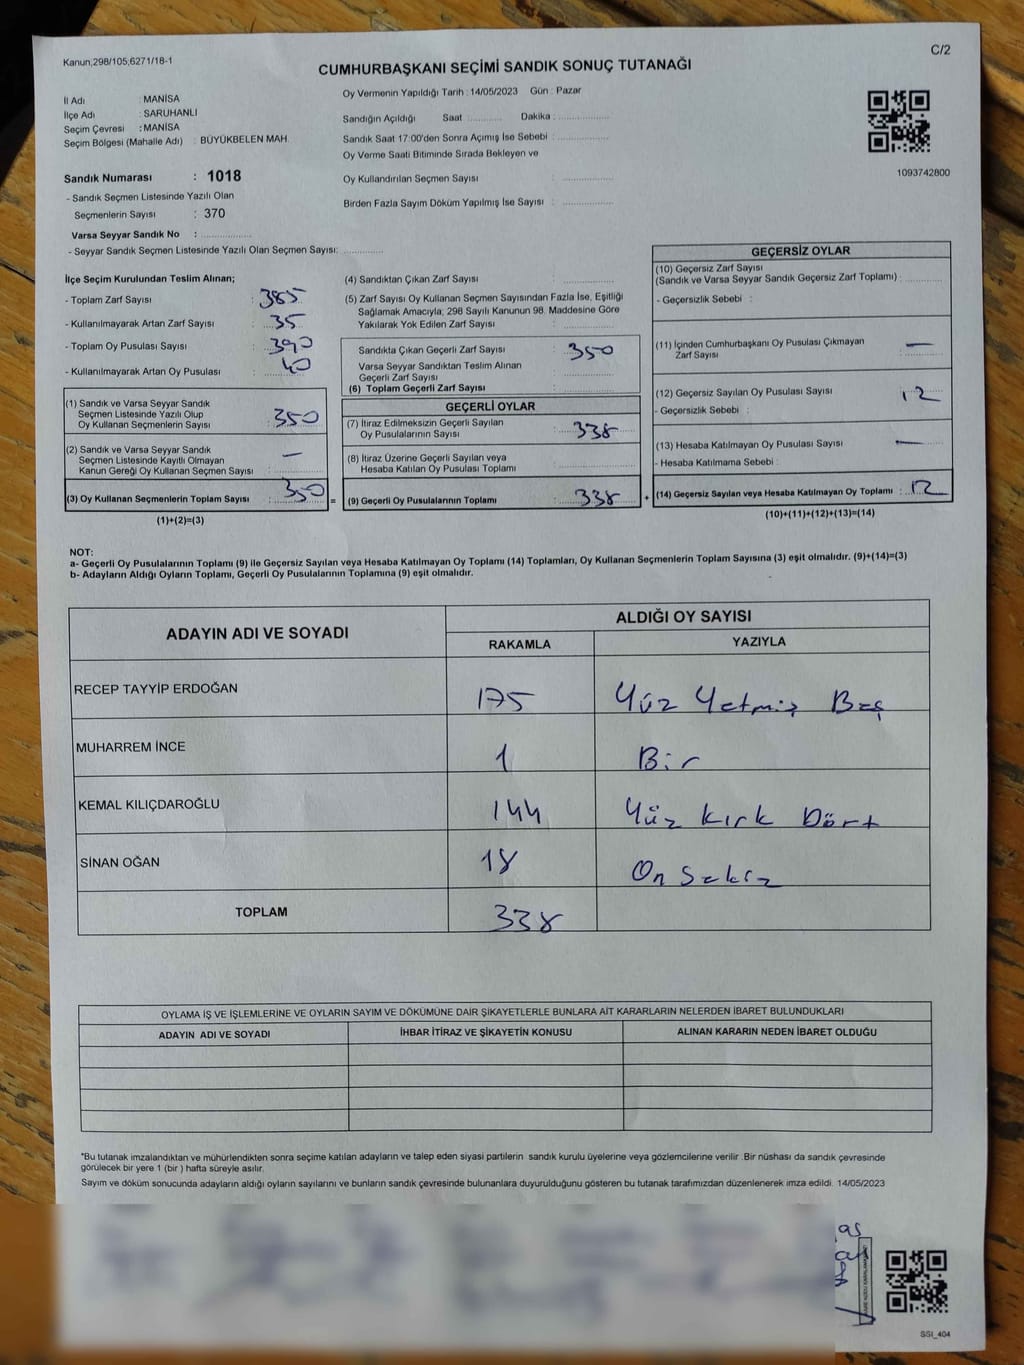 Kanun;298/105;6271/18-1
C/2
CUMHURBAŞKANI SEÇİMİ SANDIK SONUÇ TUTANAĞI
İl Adı : MANİSA
İlçe Adı : SARUHANLI
Seçim Çevresi : MANİSA
Seçim Bölgesi (Mahalle Adı) : BÜYÜKBELEN MAH.
Sandık Numarası : 1018
- Sandık Seçmen Listesinde Yazılı Olan
Seçmenlerin Sayısı : 370
Varsa Seyyar Sandık No : ..................
- Seyyar Sandık Seçmen Listesinde Yazılı Olan Seçmen Sayısı: ..............
Oy Vermenin Yapıldığı Tarih : 14/05/2023 Gün : Pazar
Sandığın Açıldığı Saat ............ Dakika : ..................
Sandık Saat 17:00'den Sonra Açımış İse Sebebi : ..................
Oy Verme Saati Bitiminde Sırada Bekleyen ve
Oy Kullandırılan Seçmen Sayısı : ..................
Birden Fazla Sayım Döküm Yapılmış İse Sayısı : ..................
1093742800
İlçe Seçim Kurulundan Teslim Alınan;
- Toplam Zarf Sayısı : 385
- Kullanılmayarak Artan Zarf Sayısı : 35
- Toplam Oy Pusulası Sayısı : 390
- Kullanılmayarak Artan Oy Pusulası : 40
(1) Sandık ve Varsa Seyyar Sandık
Seçmen Listesinde Yazılı Olup
Oy Kullanan Seçmenlerin Sayısı : 350
(2) Sandık ve Varsa Seyyar Sandık
Seçmen Listesinde Kayıtlı Olmayan
Kanun Gereği Oy Kullanan Seçmen Sayısı : —
(3) Oy Kullanan Seçmenlerin Toplam Sayısı : 350 =
(1)+(2)=(3)
(4) Sandıktan Çıkan Zarf Sayısı : ..................
(5) Zarf Sayısı Oy Kullanan Seçmen Sayısından Fazla İse, Eşitliği
Sağlamak Amacıyla; 298 Sayılı Kanunun 98. Maddesine Göre
Yakılarak Yok Edilen Zarf Sayısı : ..................
Sandıkta Çıkan Geçerli Zarf Sayısı : 350
Varsa Seyyar Sandıktan Teslim Alınan
Geçerli Zarf Sayısı : ..................
(6) Toplam Geçerli Zarf Sayısı : ..................
GEÇERLİ OYLAR
(7) İtiraz Edilmeksizin Geçerli Sayılan
Oy Pusulalarının Sayısı : 338
(8) İtiraz Üzerine Geçerli Sayılan veya
Hesaba Katılan Oy Pusulası Toplamı : ..................
(9) Geçerli Oy Pusulalarının Toplamı : 338 +
GEÇERSİZ OYLAR
(10) Geçersiz Zarf Sayısı
(Sandık ve Varsa Seyyar Sandık Geçersiz Zarf Toplamı) : ............
- Geçersizlik Sebebi :
(11) İçinden Cumhurbaşkanı Oy Pusulası Çıkmayan
Zarf Sayısı : —
(12) Geçersiz Sayılan Oy Pusulası Sayısı : 12
- Geçersizlik Sebebi :
(13) Hesaba Katılmayan Oy Pusulası Sayısı : —
- Hesaba Katılmama Sebebi :
(14) Geçersiz Sayılan veya Hesaba Katılmayan Oy Toplamı : 12
(10)+(11)+(12)+(13)=(14)
NOT:
a- Geçerli Oy Pusulalarının Toplamı (9) ile Geçersiz Sayılan veya Hesaba Katılmayan Oy Toplamı (14) Toplamları, Oy Kullanan Seçmenlerin Toplam Sayısına (3) eşit olmalıdır. (9)+(14)=(3)
b- Adayların Aldığı Oyların Toplamı, Geçerli Oy Pusulalarının Toplamına (9) eşit olmalıdır.
ADAYIN ADI VE SOYADI ALDIĞI OY SAYISI
RAKAMLA YAZIYLA
RECEP TAYYİP ERDOĞAN 175 Yüz Yetmiş Beş
MUHARREM İNCE 1 Bir
KEMAL KILIÇDAROĞLU 144 Yüz kırk Dört
SİNAN OĞAN 18 On Sekiz
TOPLAM 338
OYLAMA İŞ VE İŞLEMLERİNE VE OYLARIN SAYIM VE DÖKÜMÜNE DAİR ŞİKAYETLERLE BUNLARA AİT KARARLARIN NELERDEN İBARET BULUNDUKLARI
ADAYIN ADI VE SOYADI İHBAR İTİRAZ VE ŞİKAYETİN KONUSU ALINAN KARARIN NEDEN İBARET OLDUĞU
"Bu tutanak imzalandıktan ve mühürlendikten sonra seçime katılan adayların ve talep eden siyasi partilerin sandık kurulu üyelerine veya gözlemcilerine verilir .Bir nüshası da sandık çevresinde
görülecek bir yere 1 (bir ) hafta süreyle asılır.
Sayım ve döküm sonucunda adayların aldığı oyların sayılarını ve bunların sandık çevresinde bulunanlara duyurulduğunu gösteren bu tutanak tarafımızdan düzenlenerek imza edildi. 14/05/2023
SSI_404